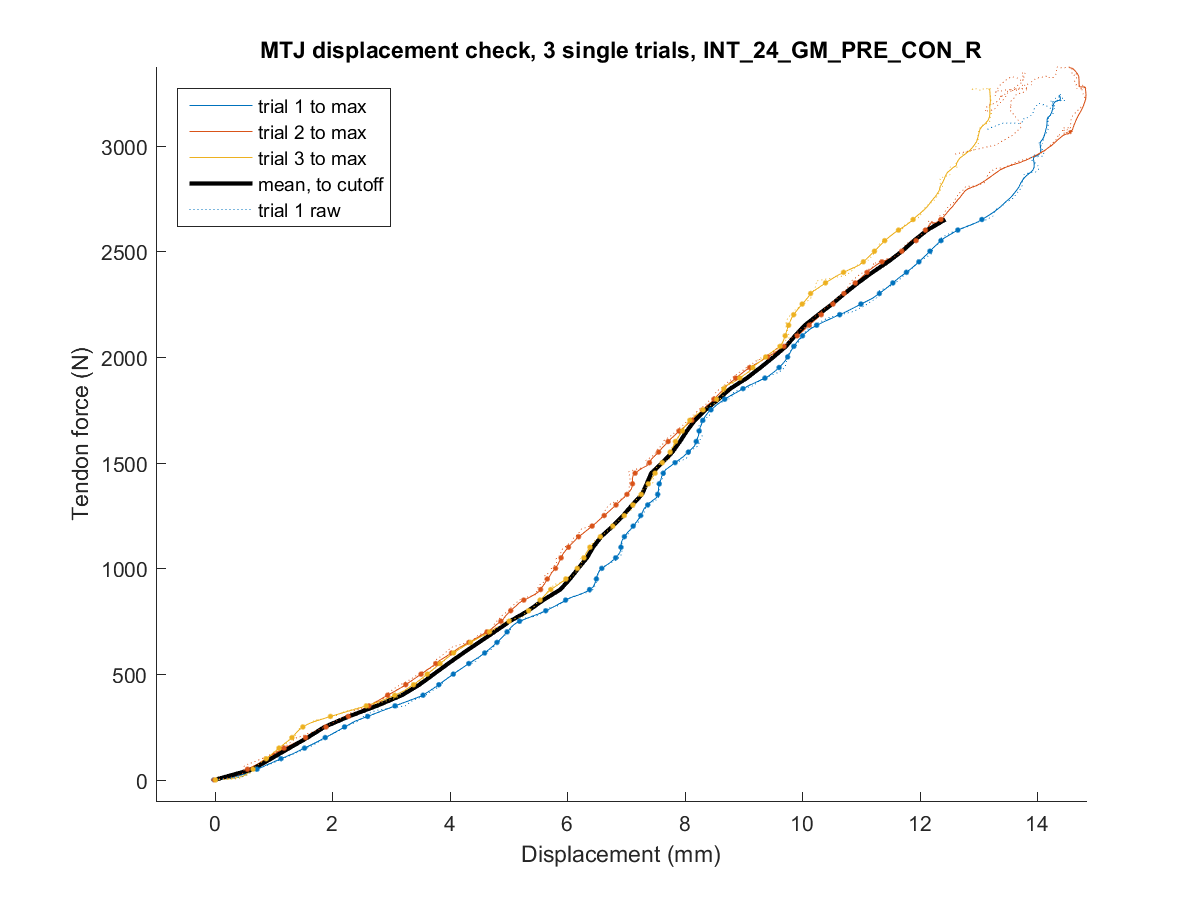 MTJ displacement check, 3 single trials, INT_24_GM_PRE_CON_R
trial 1 to max
trial 2 to max
trial 3 to max
mean, to cutoff
trial 1 raw
3000
2500
2000
1500
1000
500
0
Tendon force (N)
0 2 4 6 8 10 12 14
Displacement (mm)